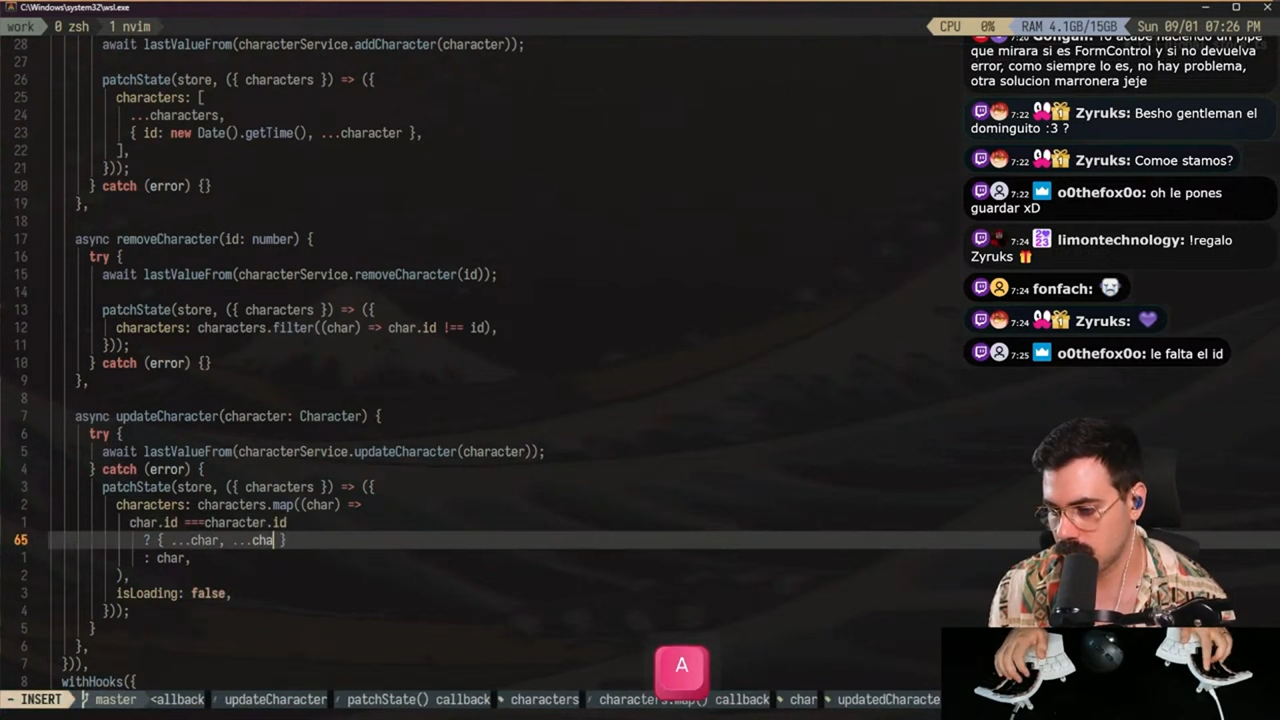 C:\Windows\system32\wsl.exe
work 0 zsh 1 nvim
CPU 0% RAM 4.1GB/15GB Sun 09/01 07:26 PM
28 await lastValueFrom(characterService.addCharacter(character));
27
26 patchState(store, ({ characters }) => ({
25 characters: [
24 ...characters,
23 { id: new Date().getTime(), ...character },
22 ],
21 }));
20 } catch (error) {}
19 },
18
17 async removeCharacter(id: number) {
16 try {
15 await lastValueFrom(characterService.removeCharacter(id));
14
13 patchState(store, ({ characters }) => ({
12 characters: characters.filter((char) => char.id !== id),
11 }));
10 } catch (error) {}
9 },
8
7 async updateCharacter(character: Character) {
6 try {
5 await lastValueFrom(characterService.updateCharacter(character));
4 } catch (error) {
3 patchState(store, ({ characters }) => ({
2 characters: characters.map((char) =>
1 char.id ===character.id
65 ? { ...char, ...cha }
1 : char,
2 ),
3 isLoading: false,
4 }));
5 }
6 },
7 })),
8 withHooks({
- INSERT master <allback updateCharacter patchState() callback characters characters.map() callback char updatedCharacte
que mirara si es FormControl y si no devuelva
error, como siempre lo es, no hay problema,
otra solucion marronera jeje
7:22 Zyruks: Besho gentleman el
dominguito :3 ?
7:22 Zyruks: Comoe stamos?
7:22 o0thefox0o: oh le pones
guardar xD
7:24 limontechnology: !regalo
Zyruks
7:24 fonfach:
7:24 Zyruks:
7:25 o0thefox0o: le falta el id
A